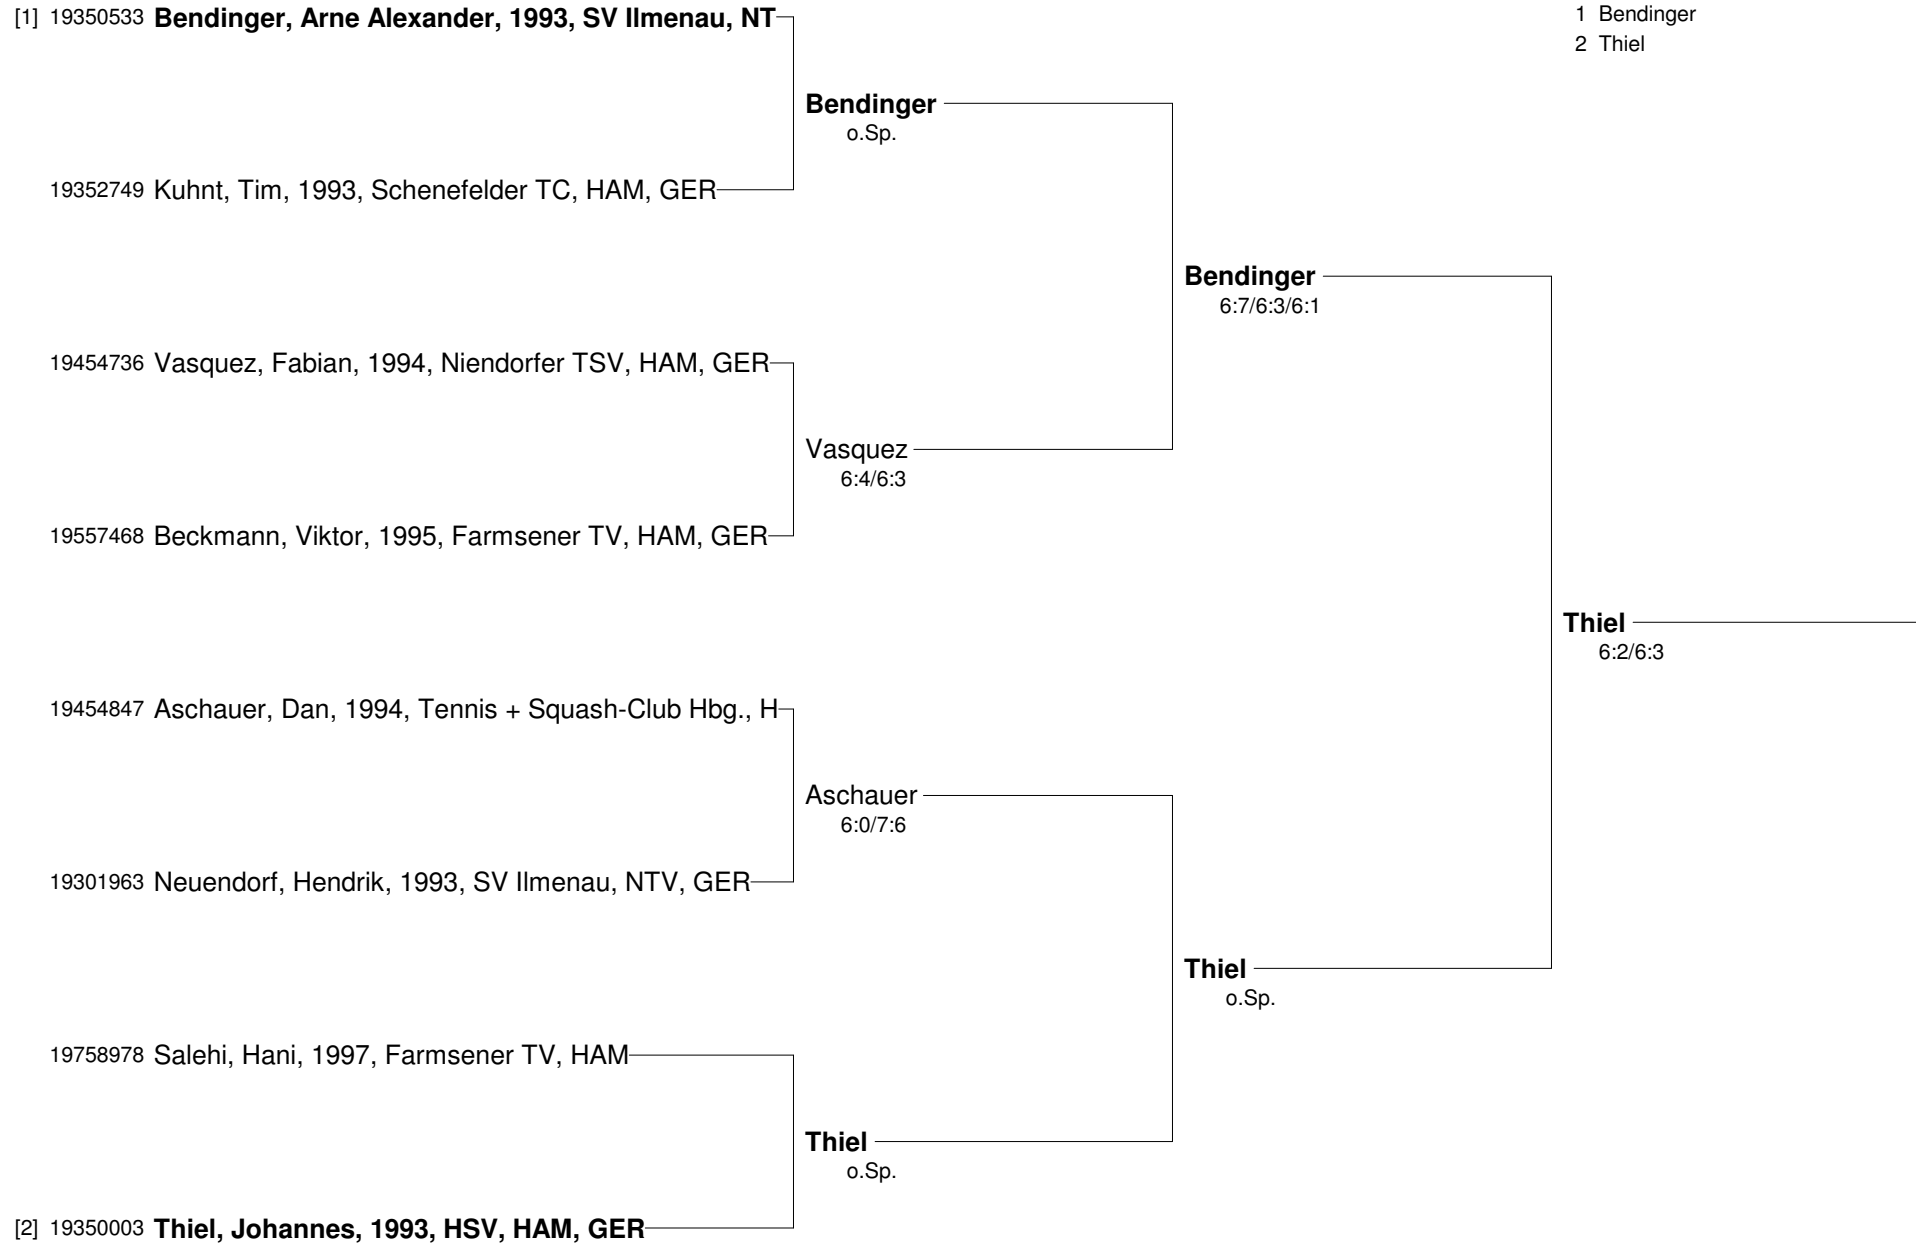 [1] 19350533 Bendinger, Arne Alexander, 1993, SV Ilmenau, NT
1 Bendinger
2 Thiel
Bendinger
o.Sp.
19352749 Kuhnt, Tim, 1993, Schenefelder TC, HAM, GER
Bendinger
6:7/6:3/6:1
19454736 Vasquez, Fabian, 1994, Niendorfer TSV, HAM, GER
Vasquez
6:4/6:3
19557468 Beckmann, Viktor, 1995, Farmsener TV, HAM, GER
Thiel
6:2/6:3
19454847 Aschauer, Dan, 1994, Tennis + Squash-Club Hbg., H
Aschauer
6:0/7:6
19301963 Neuendorf, Hendrik, 1993, SV Ilmenau, NTV, GER
Thiel
o.Sp.
19758978 Salehi, Hani, 1997, Farmsener TV, HAM
Thiel
o.Sp.
[2] 19350003 Thiel, Johannes, 1993, HSV, HAM, GER